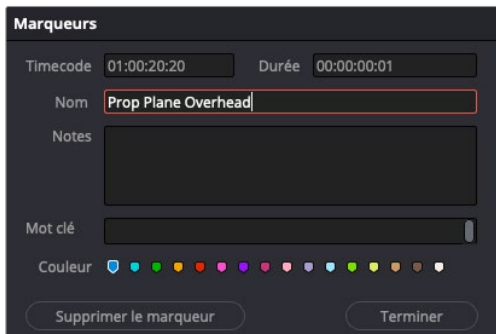 Marqueurs
Timecode 01:00:20:20 Durée 00:00:00:01
Nom Prop Plane Overhead
Notes
Mot clé
Couleur
Supprimer le marqueur Terminer